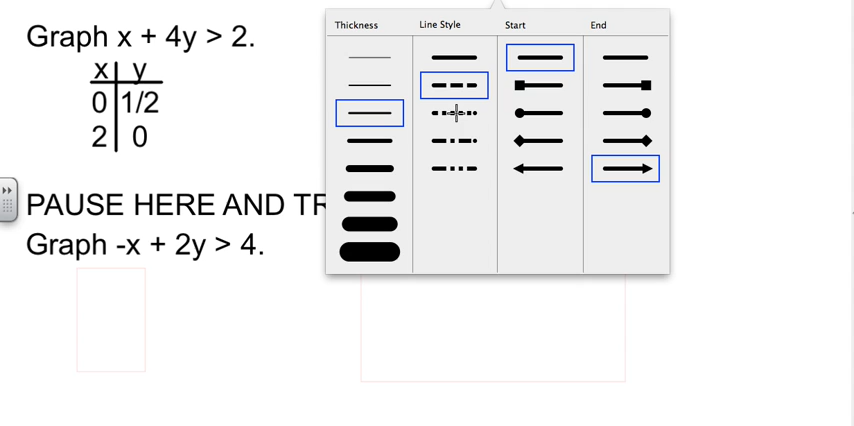 Graph x + 4y > 2.
x y
0 1/2
2 0
PAUSE HERE AND TR
Graph -x + 2y > 4.
Thickness Line Style Start End